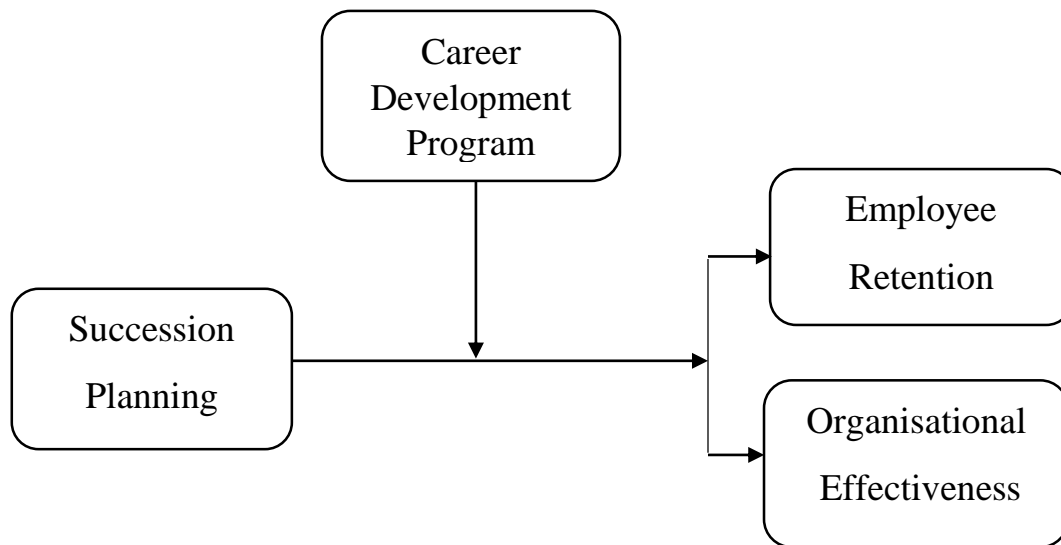 Career
Development
Program
Employee
Retention
Succession
Planning
Organisational
Effectiveness